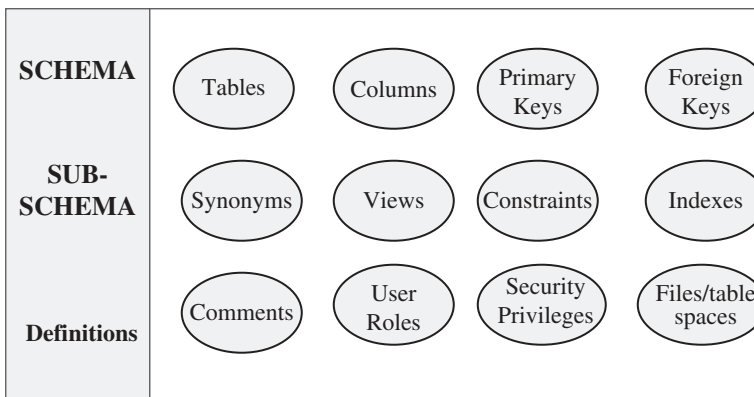 SCHEMA
Tables
Columns
Primary
Keys
Foreign
Keys
SUB-
SCHEMA
Synonyms
Views
Constraints
Indexes
Definitions
Comments
User
Roles
Security
Privileges
Files/table
spaces